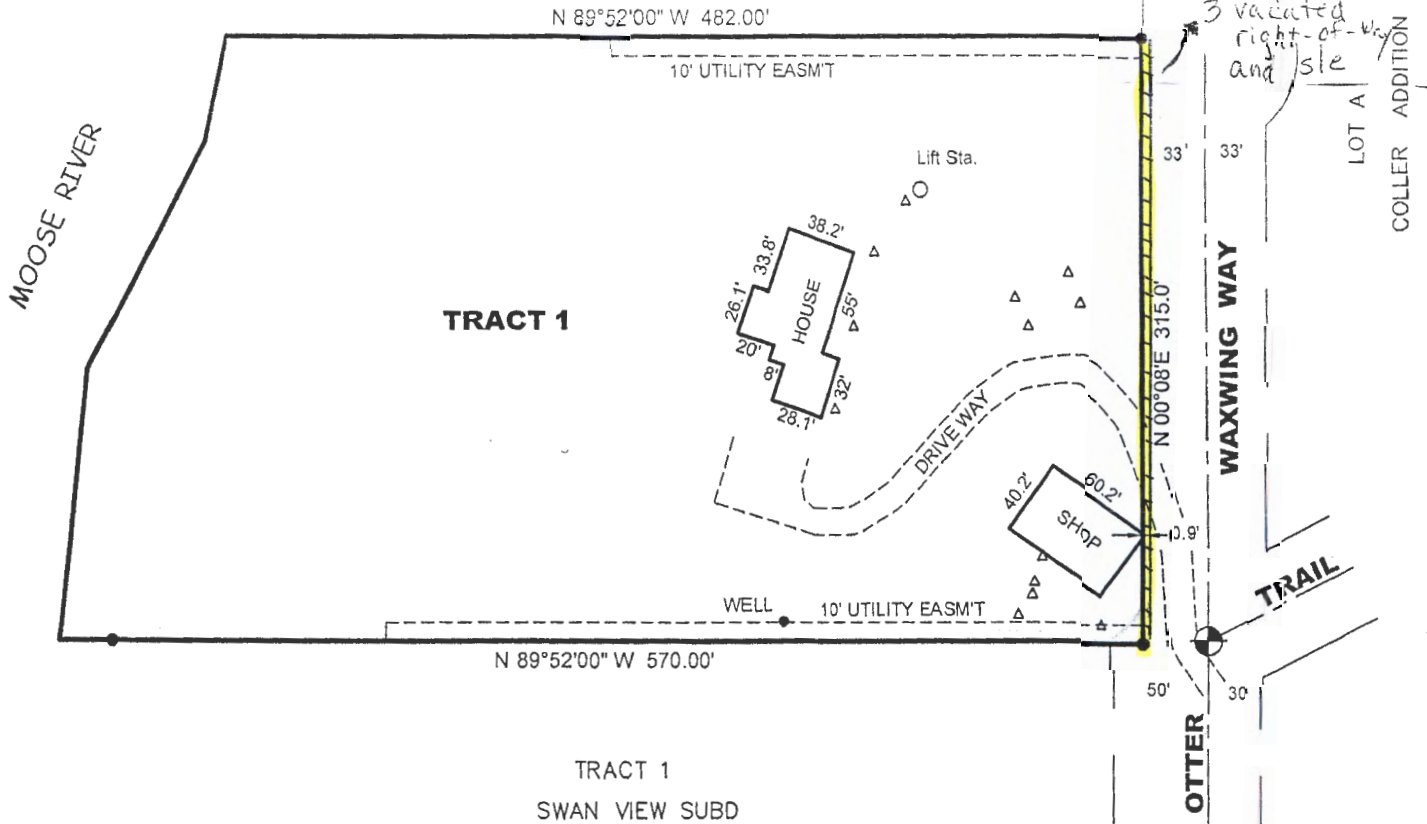 N 89°52'00" W 482.00'
3 vacated
right-of-way
and
10' UTILITY EASM'T
LOT A
COLLER ADDITION
MOOSE RIVER
Lift Sta.
33'
33'
38.2'
33.8'
26.1'
HOUSE
55'
20'
8'
32'
28.1'
TRACT 1
N 00°08'E 315.0'
WAXWING WAY
DRIVE WAY
40.2'
60.2'
SHOP
0.9'
TRAIL
WELL
10' UTILITY EASM'T
N 89°52'00" W 570.00'
50'
30'
OTTER
TRACT 1
SWAN VIEW SUBD